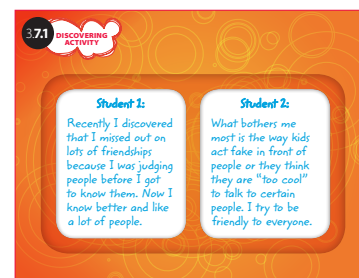 3.7.1
DISCOVERING
ACTIVITY
Student 1:
Recently I discovered
that I missed out on
lots of friendships
because I was judging
people before I got
to know them. Now I
know better and like
a lot of people.
Student 2:
What bothers me
most is the way kids
act fake in front of
people or they think
they are "too cool"
to talk to certain
people. I try to be
friendly to everyone.